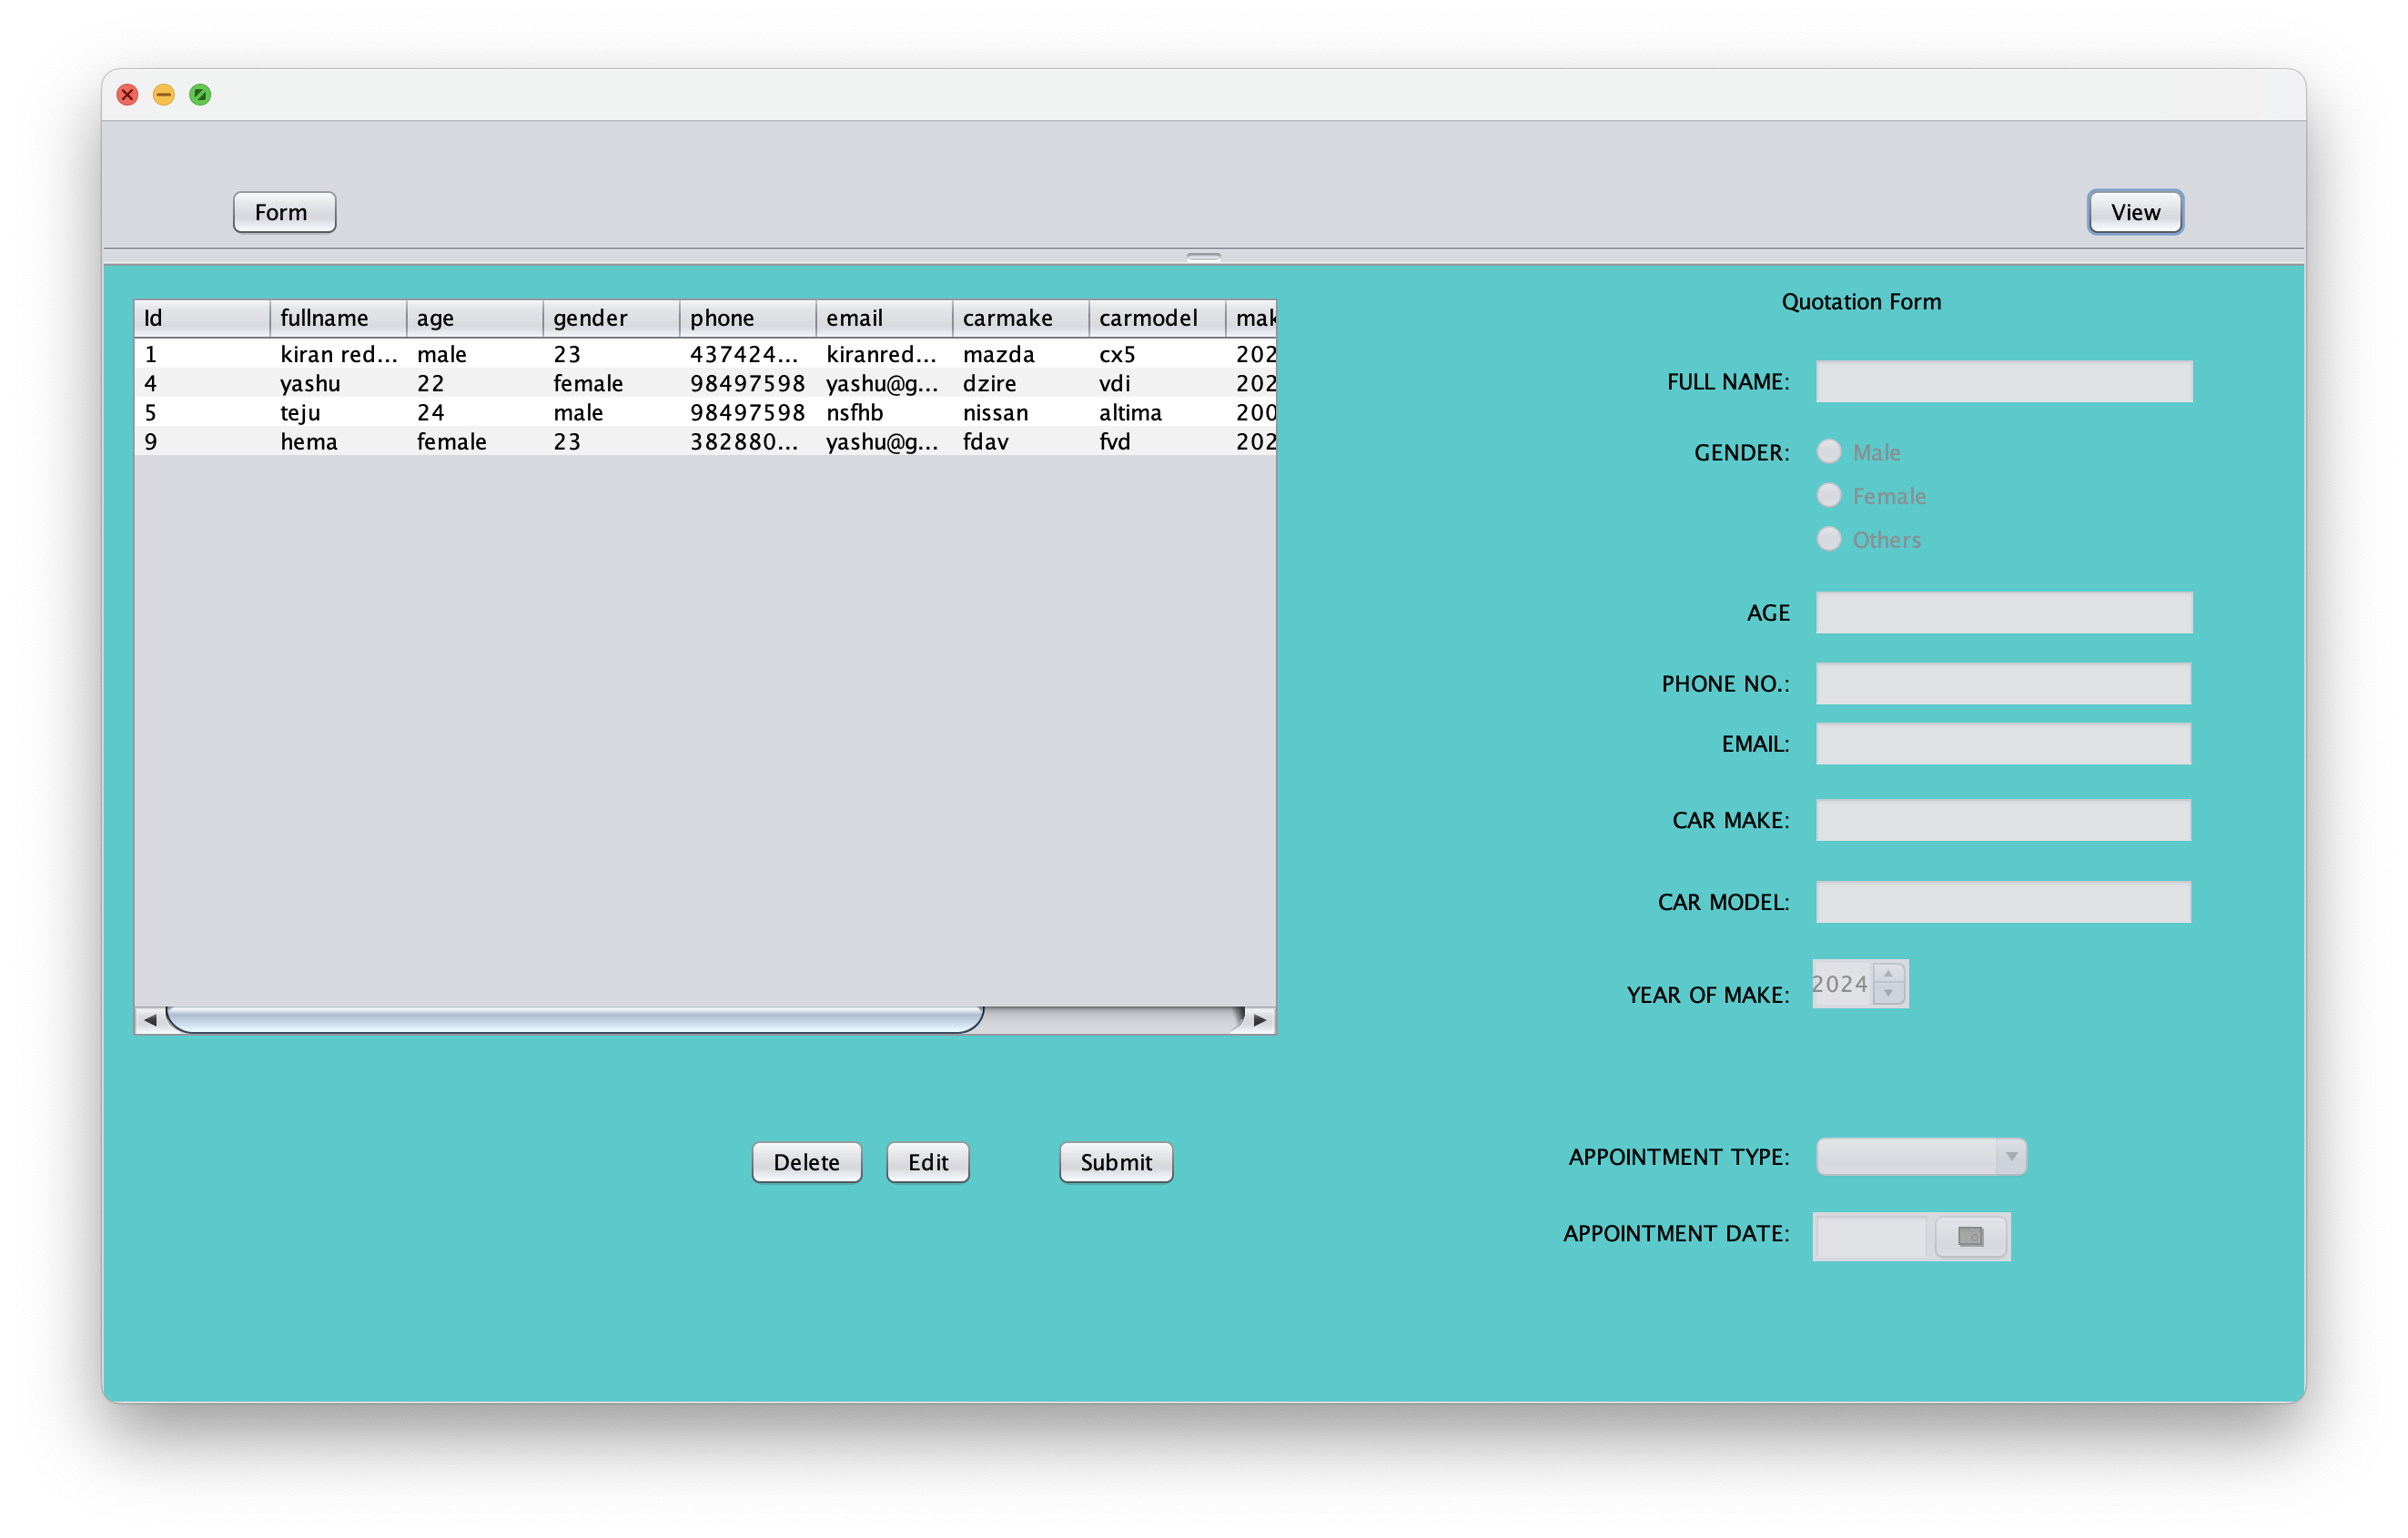 Form View
Id fullname age gender phone email carmake carmodel mak
1 kiran red... male 23 437424... kiranred... mazda cx5 202
4 yashu 22 female 98497598 yashu@g... dzire vdi 202
5 teju 24 male 98497598 nsfhb nissan altima 200
9 hema female 23 382880... yashu@g... fdav fvd 202
Delete Edit Submit
Quotation Form
FULL NAME:
GENDER: Male
Female
Others
AGE
PHONE NO.:
EMAIL:
CAR MAKE:
CAR MODEL:
YEAR OF MAKE: 2024
APPOINTMENT TYPE:
APPOINTMENT DATE: